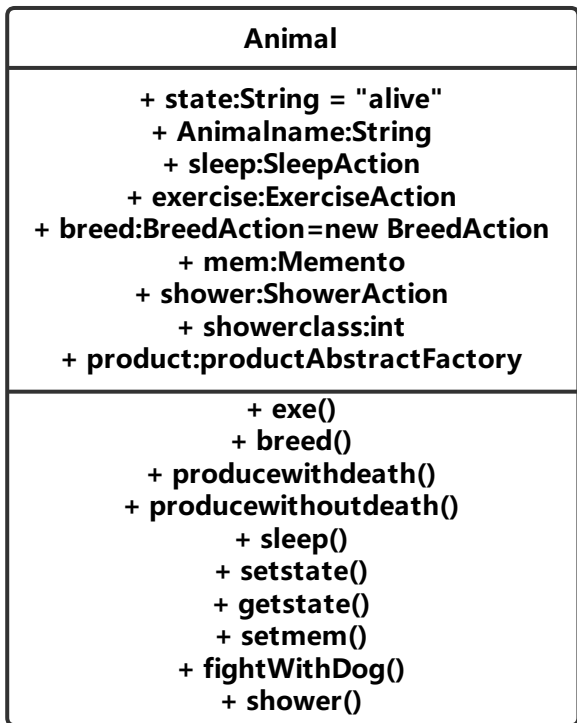 Animal
+ state:String = "alive"
+ Animalname:String
+ sleep:SleepAction
+ exercise:ExerciseAction
+ breed:BreedAction=new BreedAction
+ mem:Memento
+ shower:ShowerAction
+ showerclass:int
+ product:productAbstractFactory
+ exe()
+ breed()
+ producewithdeath()
+ producewithoutdeath()
+ sleep()
+ setstate()
+ getstate()
+ setmem()
+ fightWithDog()
+ shower()